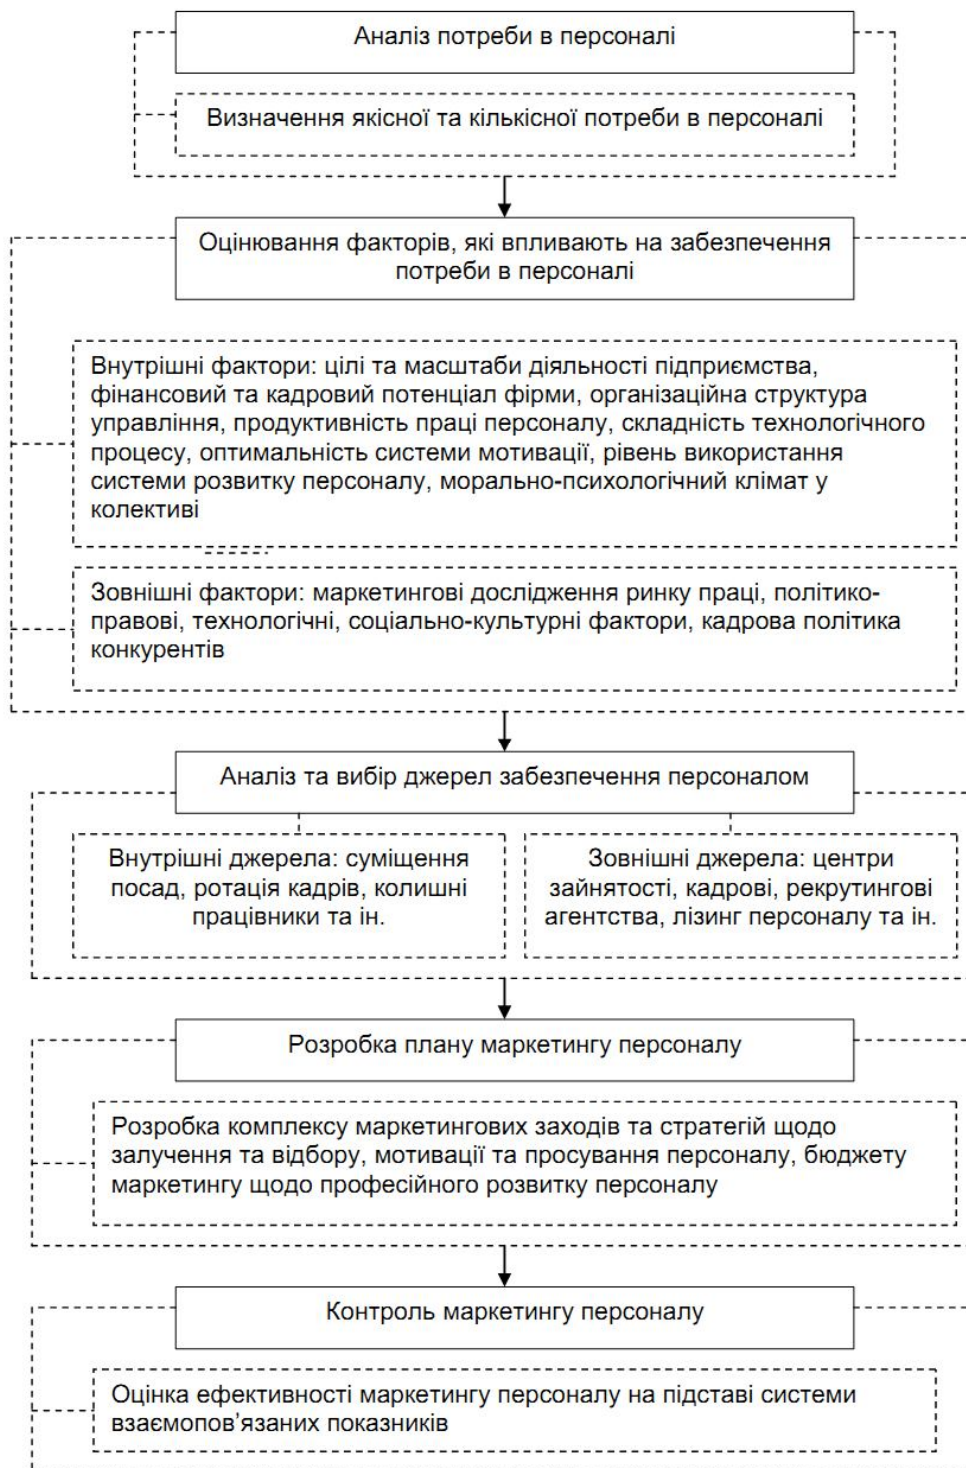 Аналіз потреби в персоналі
Визначення якісної та кількісної потреби в персоналі
Оцінювання факторів, які впливають на забезпечення
потреби в персоналі
Внутрішні фактори: цілі та масштаби діяльності підприємства,
фінансовий та кадровий потенціал фірми, організаційна структура
управління, продуктивність праці персоналу, складність технологічного
процесу, оптимальність системи мотивації, рівень використання
системи розвитку персоналу, морально-психологічний клімат у
колективі
Зовнішні фактори: маркетингові дослідження ринку праці, політико-
правові, технологічні, соціально-культурні фактори, кадрова політика
конкурентів
Аналіз та вибір джерел забезпечення персоналом
Внутрішні джерела: суміщення
посад, ротація кадрів, колишні
працівники та ін.
Зовнішні джерела: центри
зайнятості, кадрові, рекрутингові
агентства, лізинг персоналу та ін.
Розробка плану маркетингу персоналу
Розробка комплексу маркетингових заходів та стратегій щодо
залучення та відбору, мотивації та просування персоналу, бюджету
маркетингу щодо професійного розвитку персоналу
Контроль маркетингу персоналу
Оцінка ефективності маркетингу персоналу на підставі системи
взаємопов’язаних показників